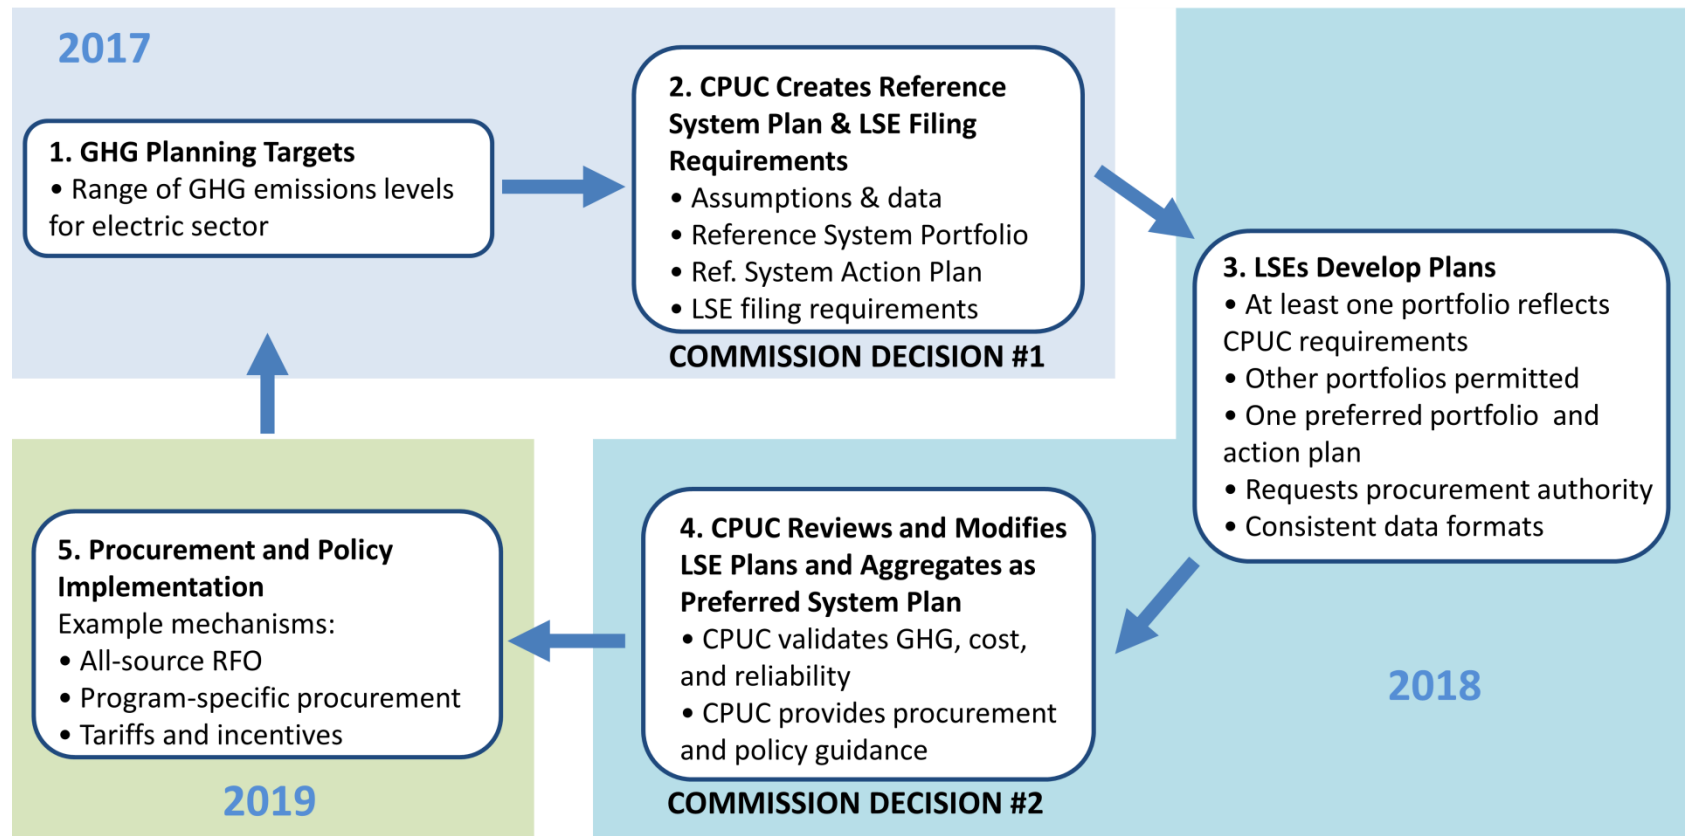 2017
1. GHG Planning Targets
• Range of GHG emissions levels
for electric sector
2. CPUC Creates Reference
System Plan & LSE Filing
Requirements
• Assumptions & data
• Reference System Portfolio
• Ref. System Action Plan
• LSE filing requirements
COMMISSION DECISION #1
3. LSEs Develop Plans
• At least one portfolio reflects
CPUC requirements
• Other portfolios permitted
• One preferred portfolio and
action plan
• Requests procurement authority
• Consistent data formats
2018
4. CPUC Reviews and Modifies
LSE Plans and Aggregates as
Preferred System Plan
• CPUC validates GHG, cost,
and reliability
• CPUC provides procurement
and policy guidance
COMMISSION DECISION #2
5. Procurement and Policy
Implementation
Example mechanisms:
• All-source RFO
• Program-specific procurement
• Tariffs and incentives
2019